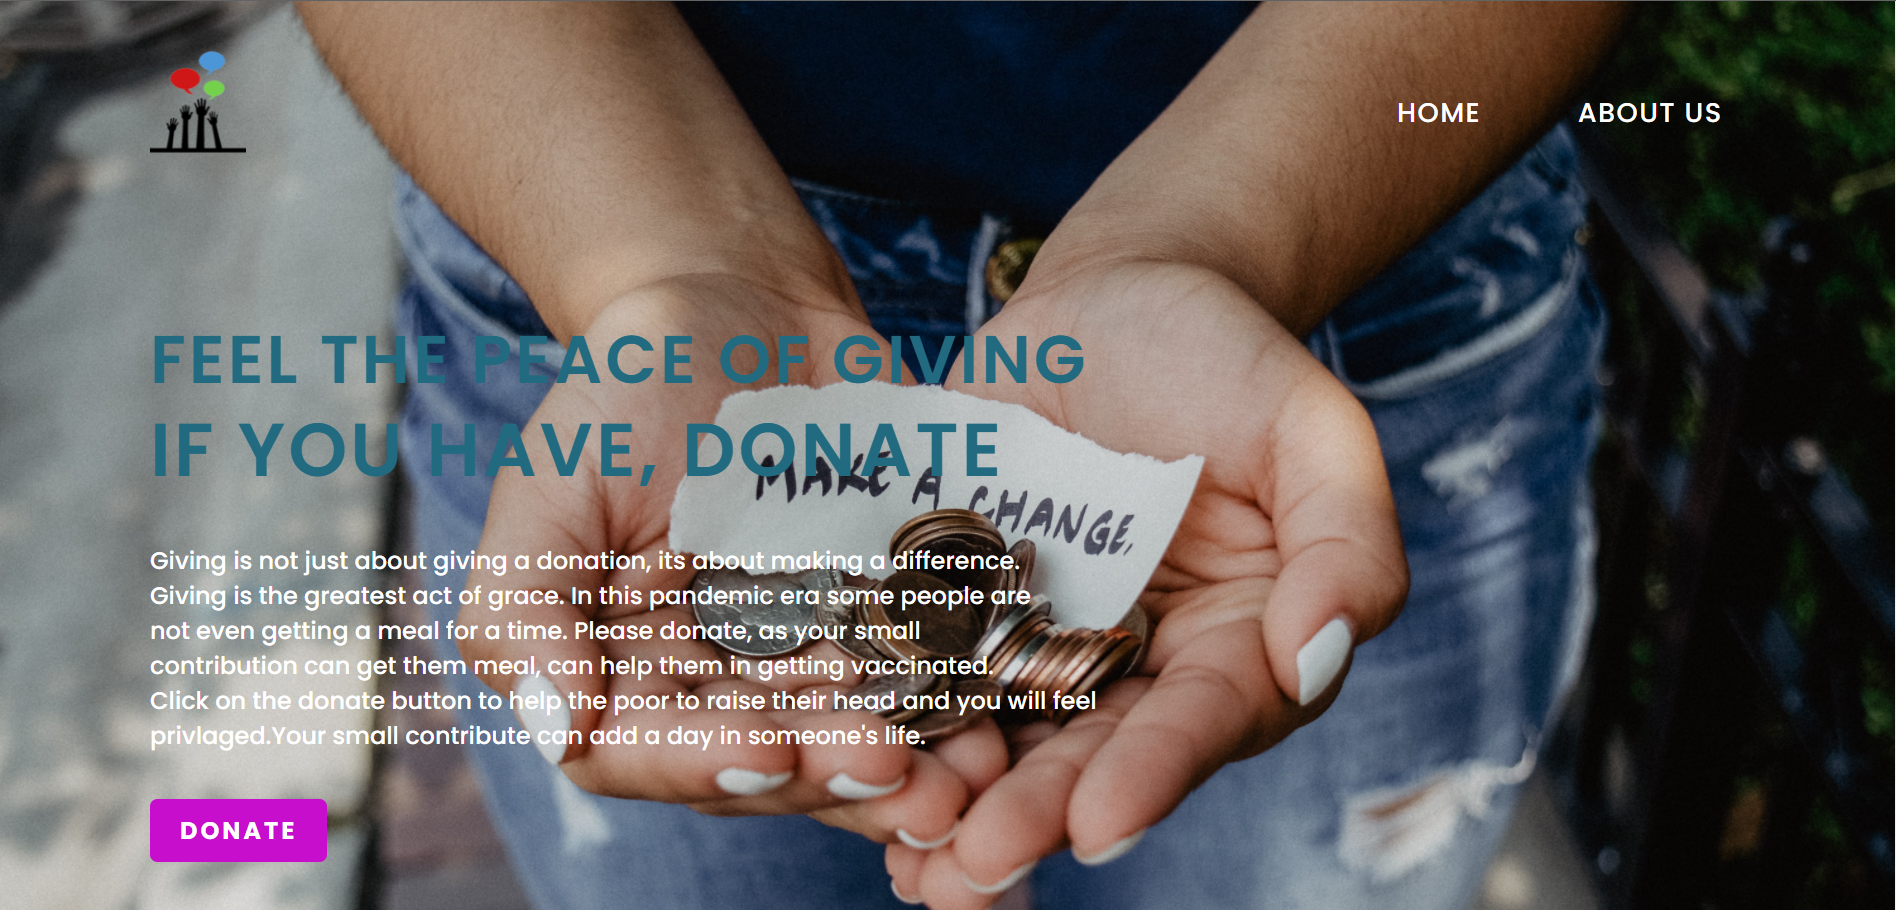 HOME ABOUT US
FEEL THE PEACE OF GIVING
IF YOU HAVE, DONATE
MAKE A CHANGE.
Giving is not just about giving a donation, its about making a difference.
Giving is the greatest act of grace. In this pandemic era some people are
not even getting a meal for a time. Please donate, as your small
contribution can get them meal, can help them in getting vaccinated.
Click on the donate button to help the poor to raise their head and you will feel
privlaged.Your small contribute can add a day in someone's life.
DONATE